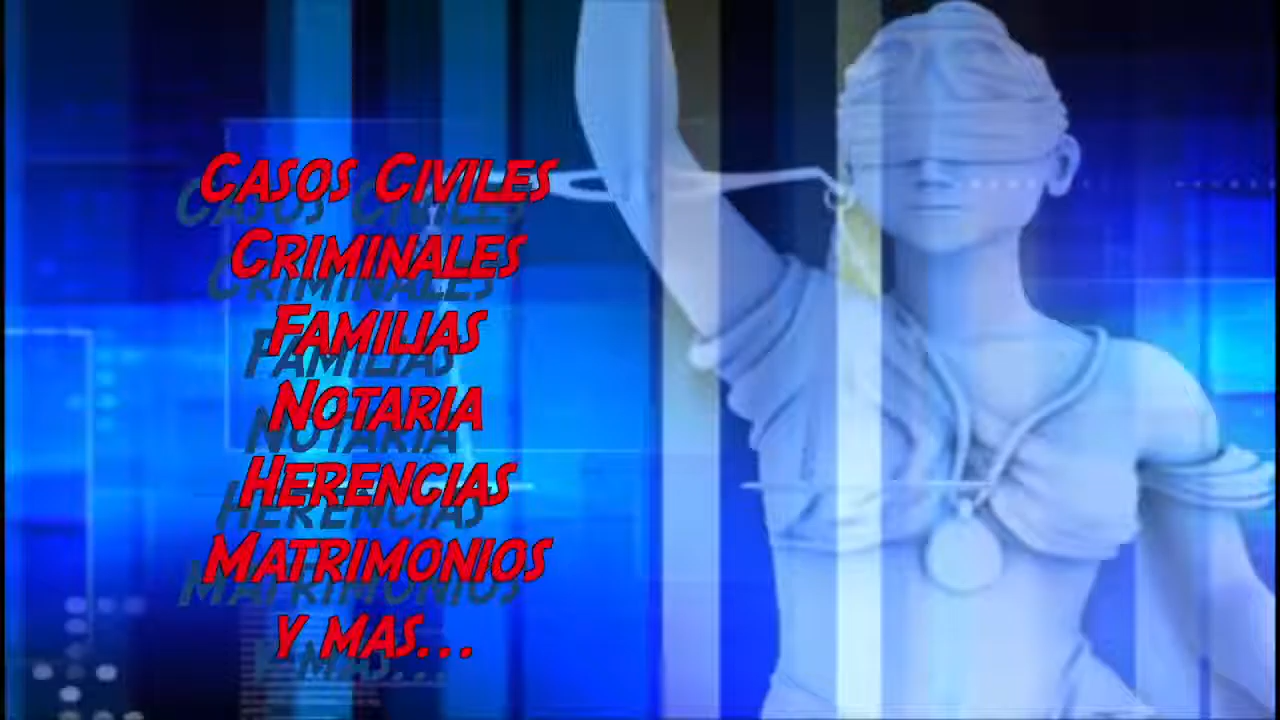 Casos Civiles
Criminales
Familias
Notaria
Herencias
Matrimonios
y mas...